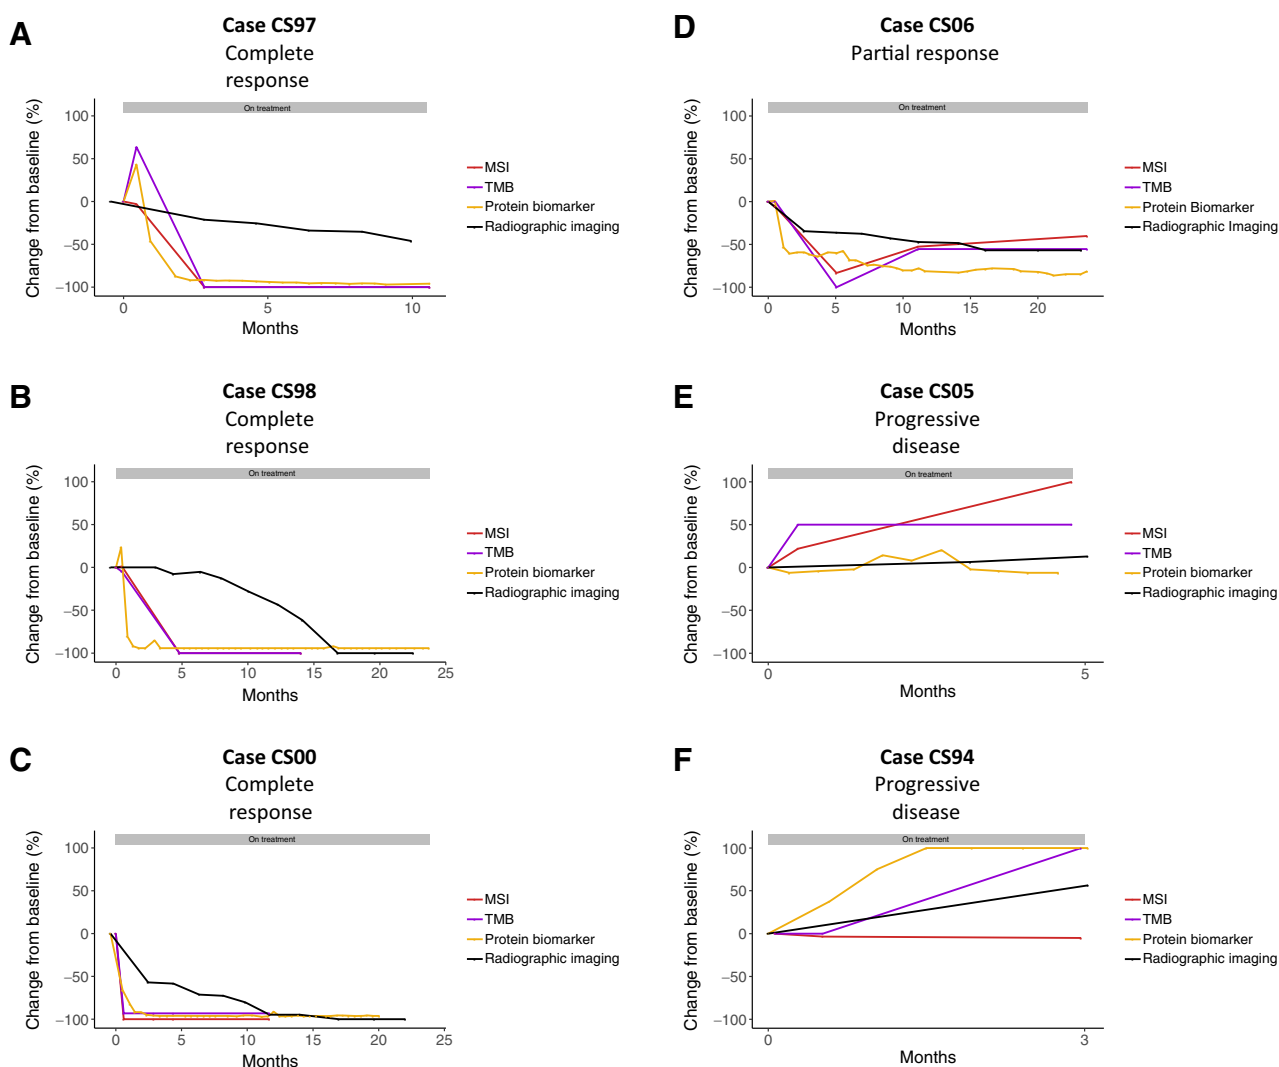 A
Case CS97
Complete
response
Change from baseline (%)
100
50
0
−50
−100
On treatment
0
5
10
Months
MSI
TMB
Protein biomarker
Radiographic imaging
D
Case CS06
Partial response
Change from baseline (%)
100
50
0
−50
−100
On treatment
0
5
10
15
20
Months
MSI
TMB
Protein Biomarker
Radiographic Imaging
B
Case CS98
Complete
response
Change from baseline (%)
100
50
0
−50
−100
On treatment
0
5
10
15
20
25
Months
MSI
TMB
Protein biomarker
Radiographic imaging
E
Case CS05
Progressive
disease
Change from baseline (%)
100
50
0
−50
−100
On treatment
0
5
Months
MSI
TMB
Protein biomarker
Radiographic imaging
C
Case CS00
Complete
response
Change from baseline (%)
100
50
0
−50
−100
On treatment
0
5
10
15
20
25
Months
MSI
TMB
Protein biomarker
Radiographic imaging
F
Case CS94
Progressive
disease
Change from baseline (%)
100
50
0
−50
−100
On treatment
0
3
Months
MSI
TMB
Protein biomarker
Radiographic imaging